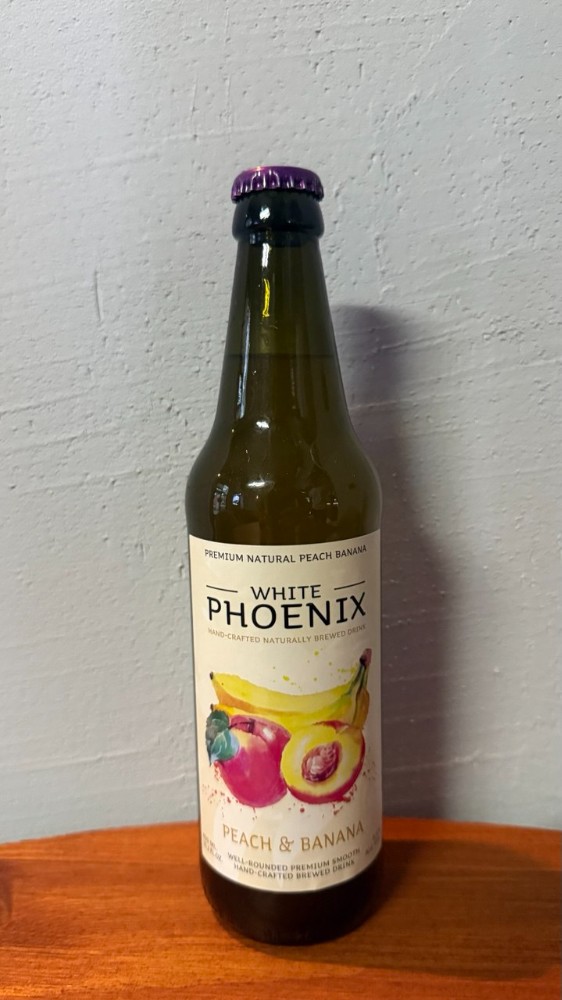 PREMIUM NATURAL PEACH BANANA
WHITE
PHOENIX
HAND-CRAFTED NATURALLY BREWED DRINK
PEACH & BANANA
WELL-ROUNDED PREMIUM SMOOTH
HAND-CRAFTED BREWED DRINK